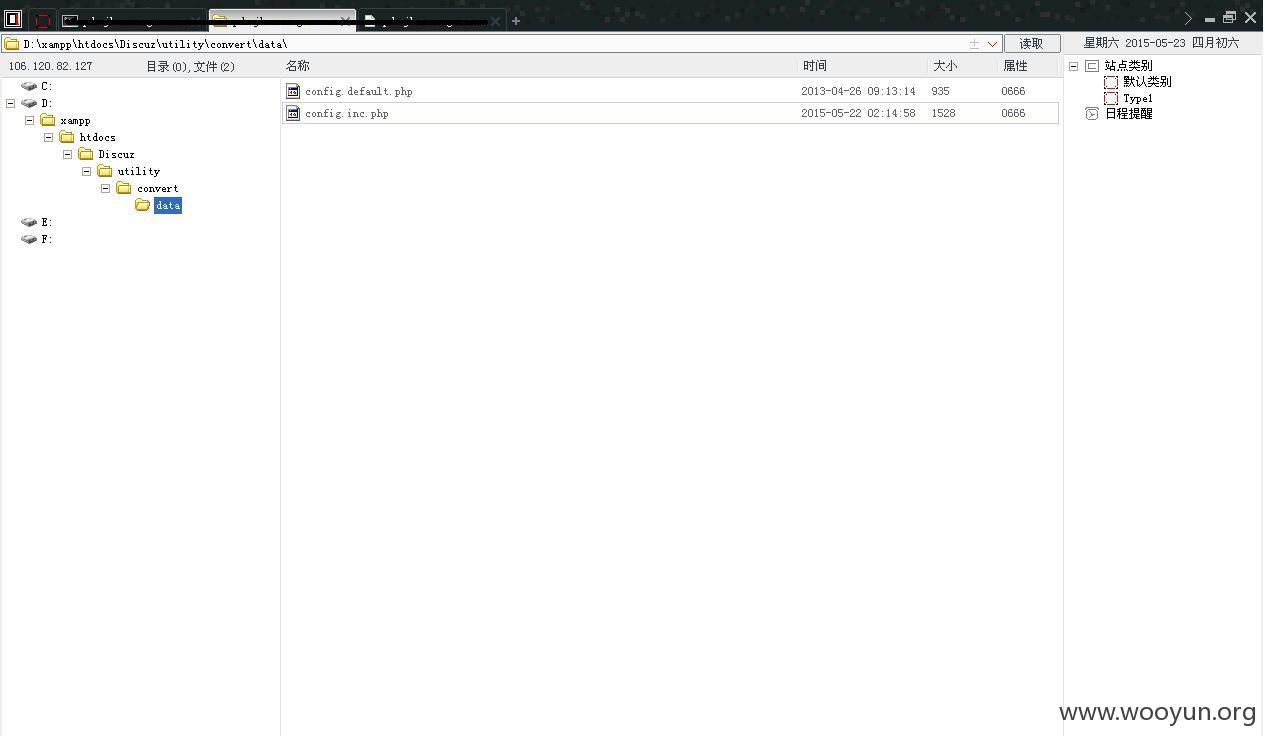 D:\xampp\htdocs\Discuz\utility\convert\data\
读取
星期六 2015-05-23 四月初六
106.120.82.127
目录(0),文件(2)
名称
时间
大小
属性
C:
D:
xampp
htdocs
Discuz
utility
convert
data
E:
F:
config.default.php
2013-04-26 09:13:14
935
0666
config.inc.php
2015-05-22 02:14:58
1528
0666
站点类别
默认类别
Type1
日程提醒
www.wooyun.org